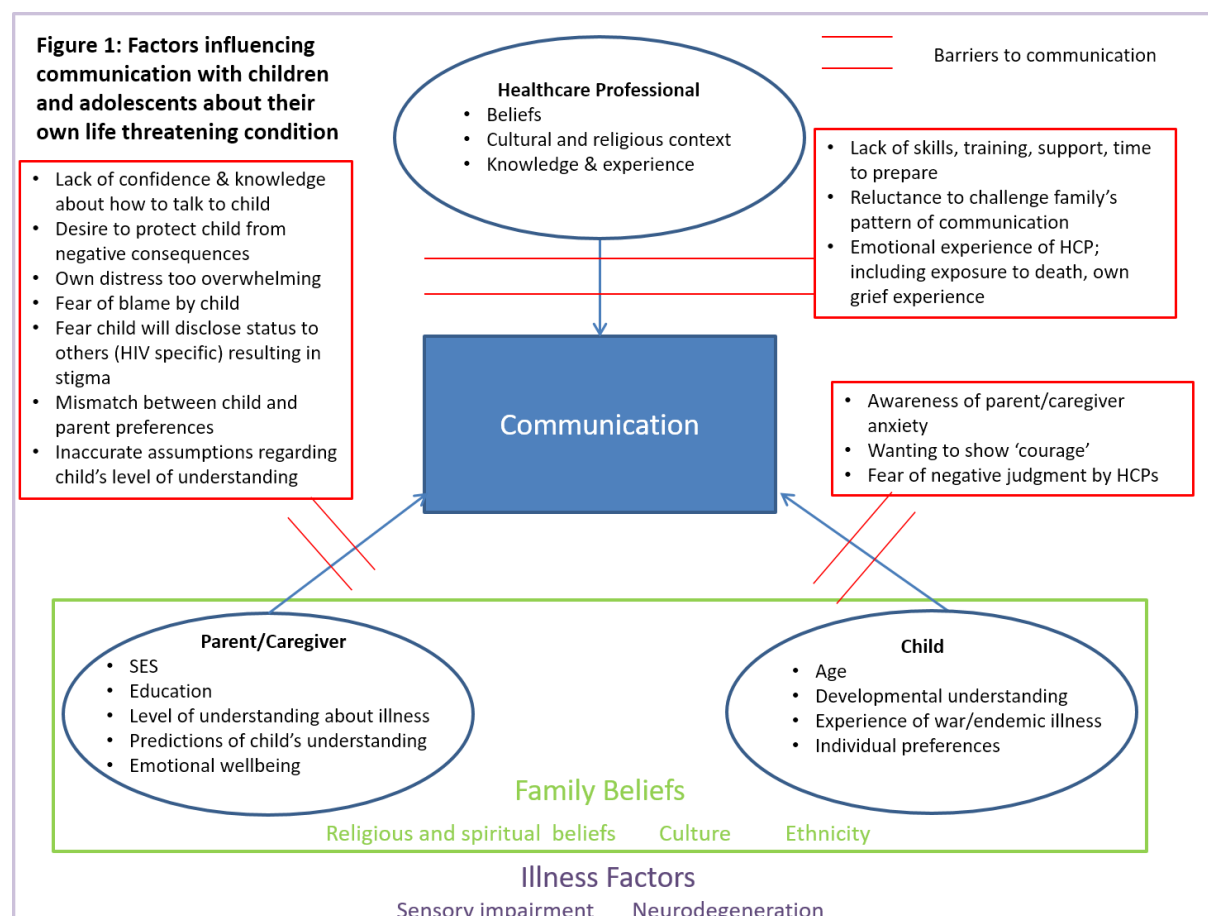 Figure 1: Factors influencing
communication with children
and adolescents about their
own life threatening condition
Barriers to communication
Healthcare Professional
• Beliefs
• Cultural and religious context
• Knowledge & experience
• Lack of skills, training, support, time
to prepare
• Reluctance to challenge family’s
pattern of communication
• Emotional experience of HCP;
including exposure to death, own
grief experience
• Lack of confidence & knowledge
about how to talk to child
• Desire to protect child from
negative consequences
• Own distress too overwhelming
• Fear of blame by child
• Fear child will disclose status to
others (HIV specific) resulting in
stigma
• Mismatch between child and
parent preferences
• Inaccurate assumptions regarding
child’s level of understanding
Communication
• Awareness of parent/caregiver
anxiety
• Wanting to show ‘courage’
• Fear of negative judgment by HCPs
Parent/Caregiver
• SES
• Education
• Level of understanding about illness
• Predictions of child’s understanding
• Emotional wellbeing
Child
• Age
• Developmental understanding
• Experience of war/endemic illness
• Individual preferences
Family Beliefs
Religious and spiritual beliefs Culture Ethnicity
Illness Factors
Sensory impairment Neurodegeneration